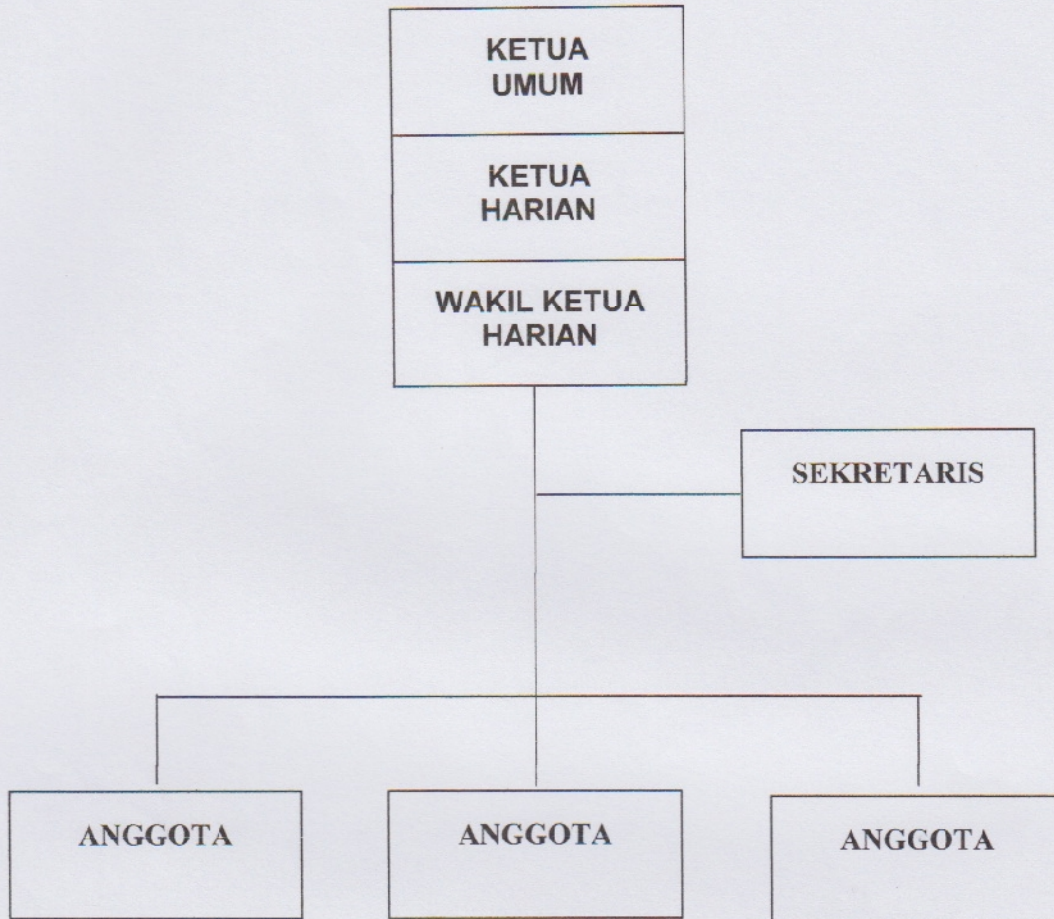 KETUA
UMUM
KETUA
HARIAN
WAKIL KETUA
HARIAN
SEKRETARIS
ANGGOTA
ANGGOTA
ANGGOTA